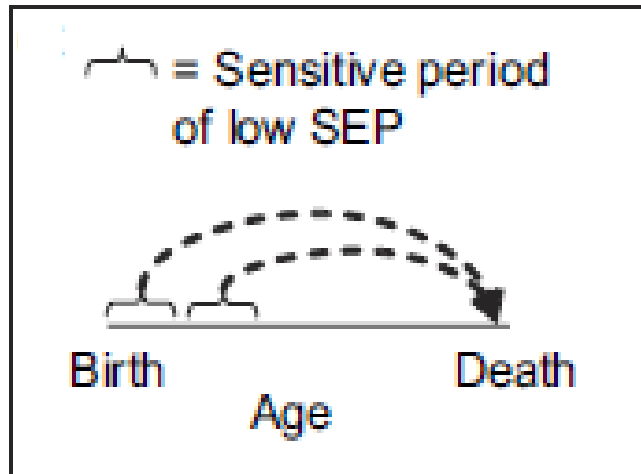 = Sensitive period
of low SEP
Birth
Death
Age